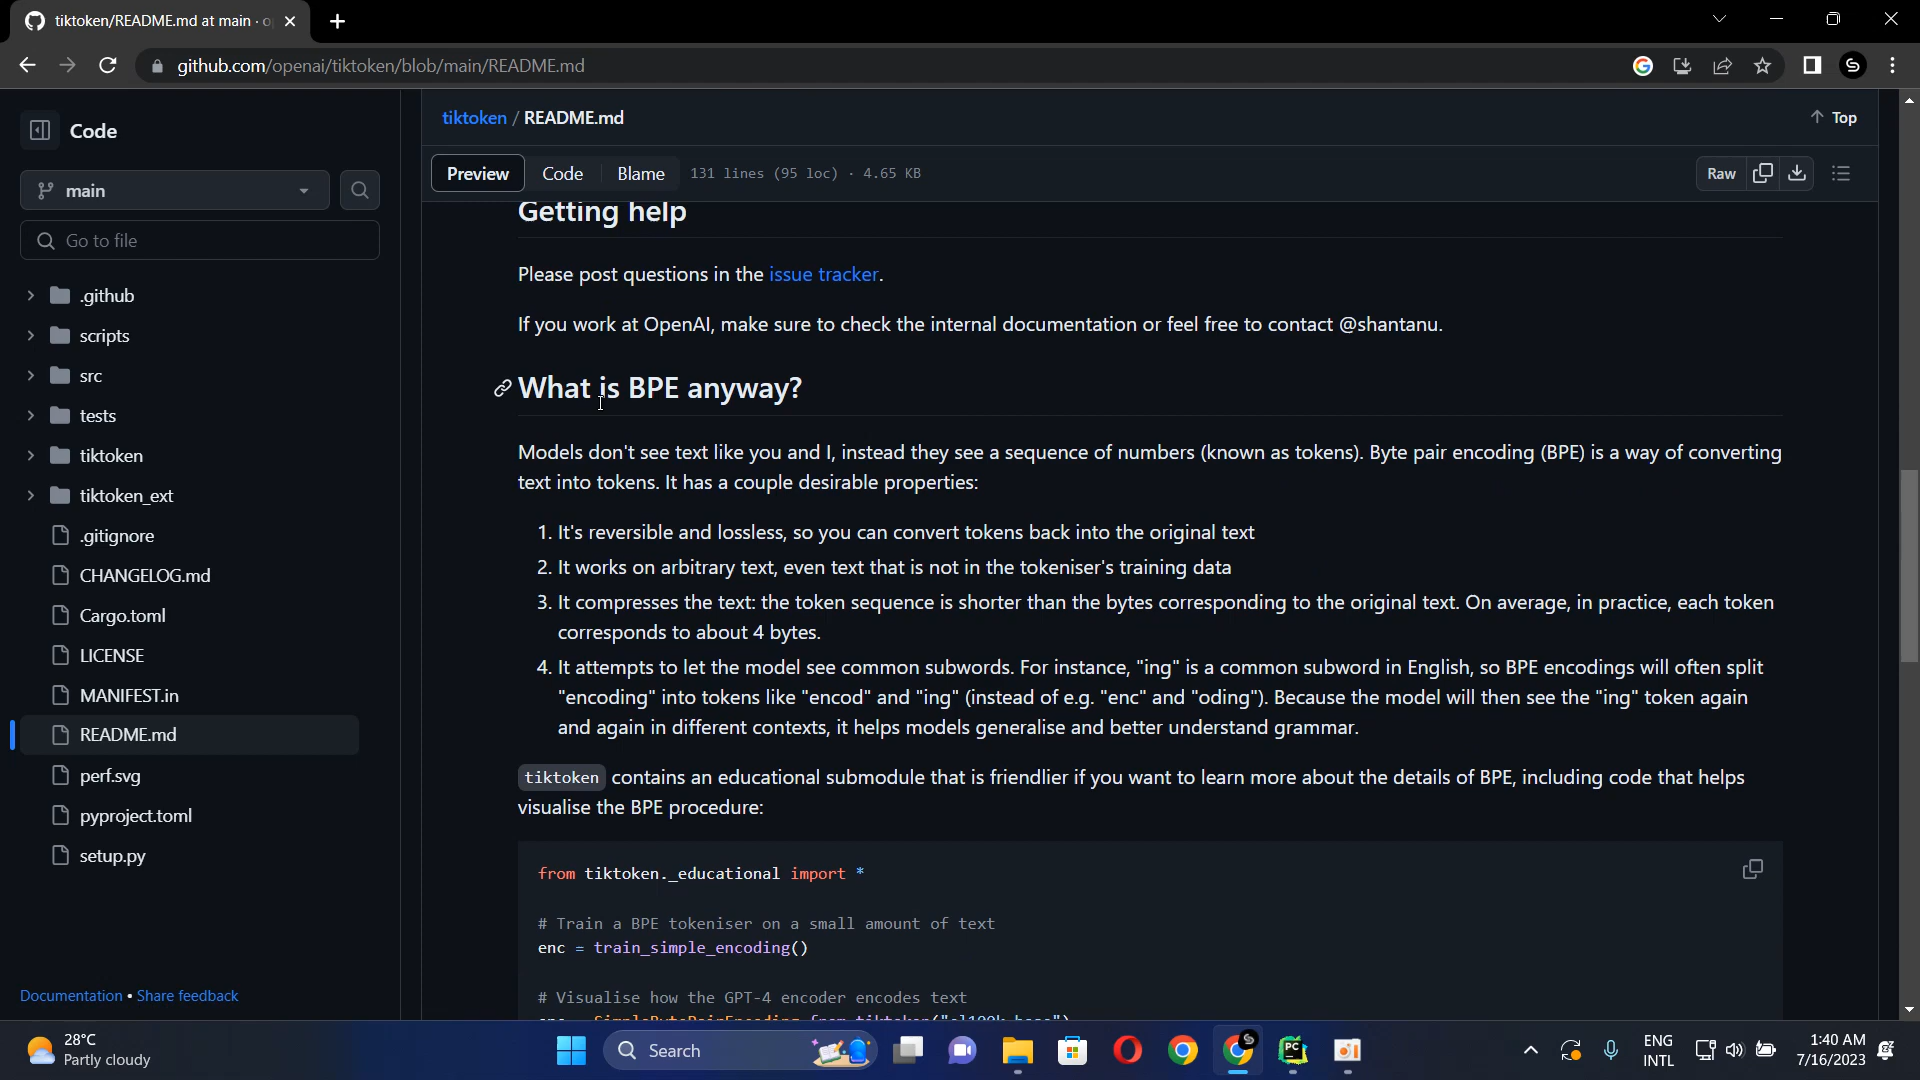 tiktoken/README.md at main · o
github.com/openai/tiktoken/blob/main/README.md
Code
tiktoken / README.md
Top
main
Preview
Code
Blame
131 lines (95 loc) · 4.65 KB
Raw
Go to file
.github
scripts
src
tests
tiktoken
tiktoken_ext
.gitignore
CHANGELOG.md
Cargo.toml
LICENSE
MANIFEST.in
README.md
perf.svg
pyproject.toml
setup.py
Documentation • Share feedback
Getting help
Please post questions in the issue tracker.
If you work at OpenAI, make sure to check the internal documentation or feel free to contact @shantanu.
What is BPE anyway?
Models don't see text like you and I, instead they see a sequence of numbers (known as tokens). Byte pair encoding (BPE) is a way of converting
text into tokens. It has a couple desirable properties:
1. It's reversible and lossless, so you can convert tokens back into the original text
2. It works on arbitrary text, even text that is not in the tokeniser's training data
3. It compresses the text: the token sequence is shorter than the bytes corresponding to the original text. On average, in practice, each token
corresponds to about 4 bytes.
4. It attempts to let the model see common subwords. For instance, "ing" is a common subword in English, so BPE encodings will often split
"encoding" into tokens like "encod" and "ing" (instead of e.g. "enc" and "oding"). Because the model will then see the "ing" token again
and again in different contexts, it helps models generalise and better understand grammar.
tiktoken contains an educational submodule that is friendlier if you want to learn more about the details of BPE, including code that helps
visualise the BPE procedure:
from tiktoken._educational import *
# Train a BPE tokeniser on a small amount of text
enc = train_simple_encoding()
# Visualise how the GPT-4 encoder encodes text
enc = SimpleBytePairEncoding.from_tiktoken("cl100k_base")
28°C
Partly cloudy
Search
ENG
INTL
1:40 AM
7/16/2023